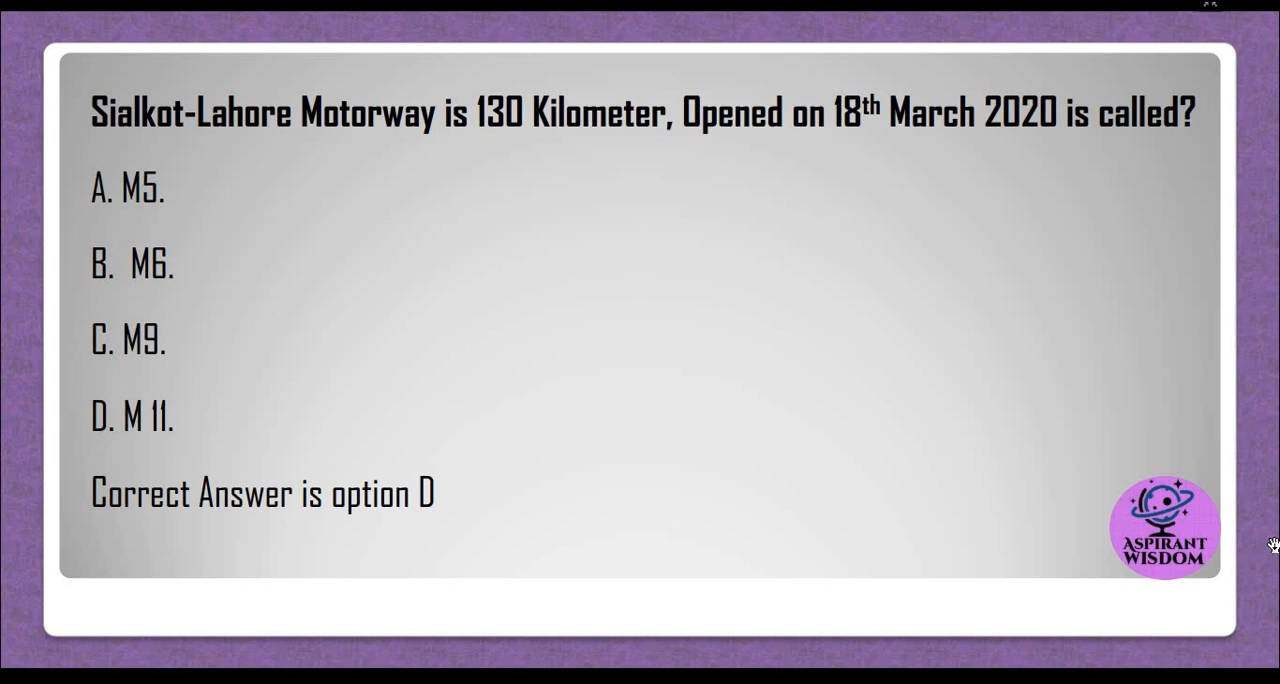 Sialkot-Lahore Motorway is 130 Kilometer, Opened on 18th March 2020 is called?
A. M5.
B. M6.
C. M9.
D. M 11.
Correct Answer is option D
ASPIRANT
WISDOM